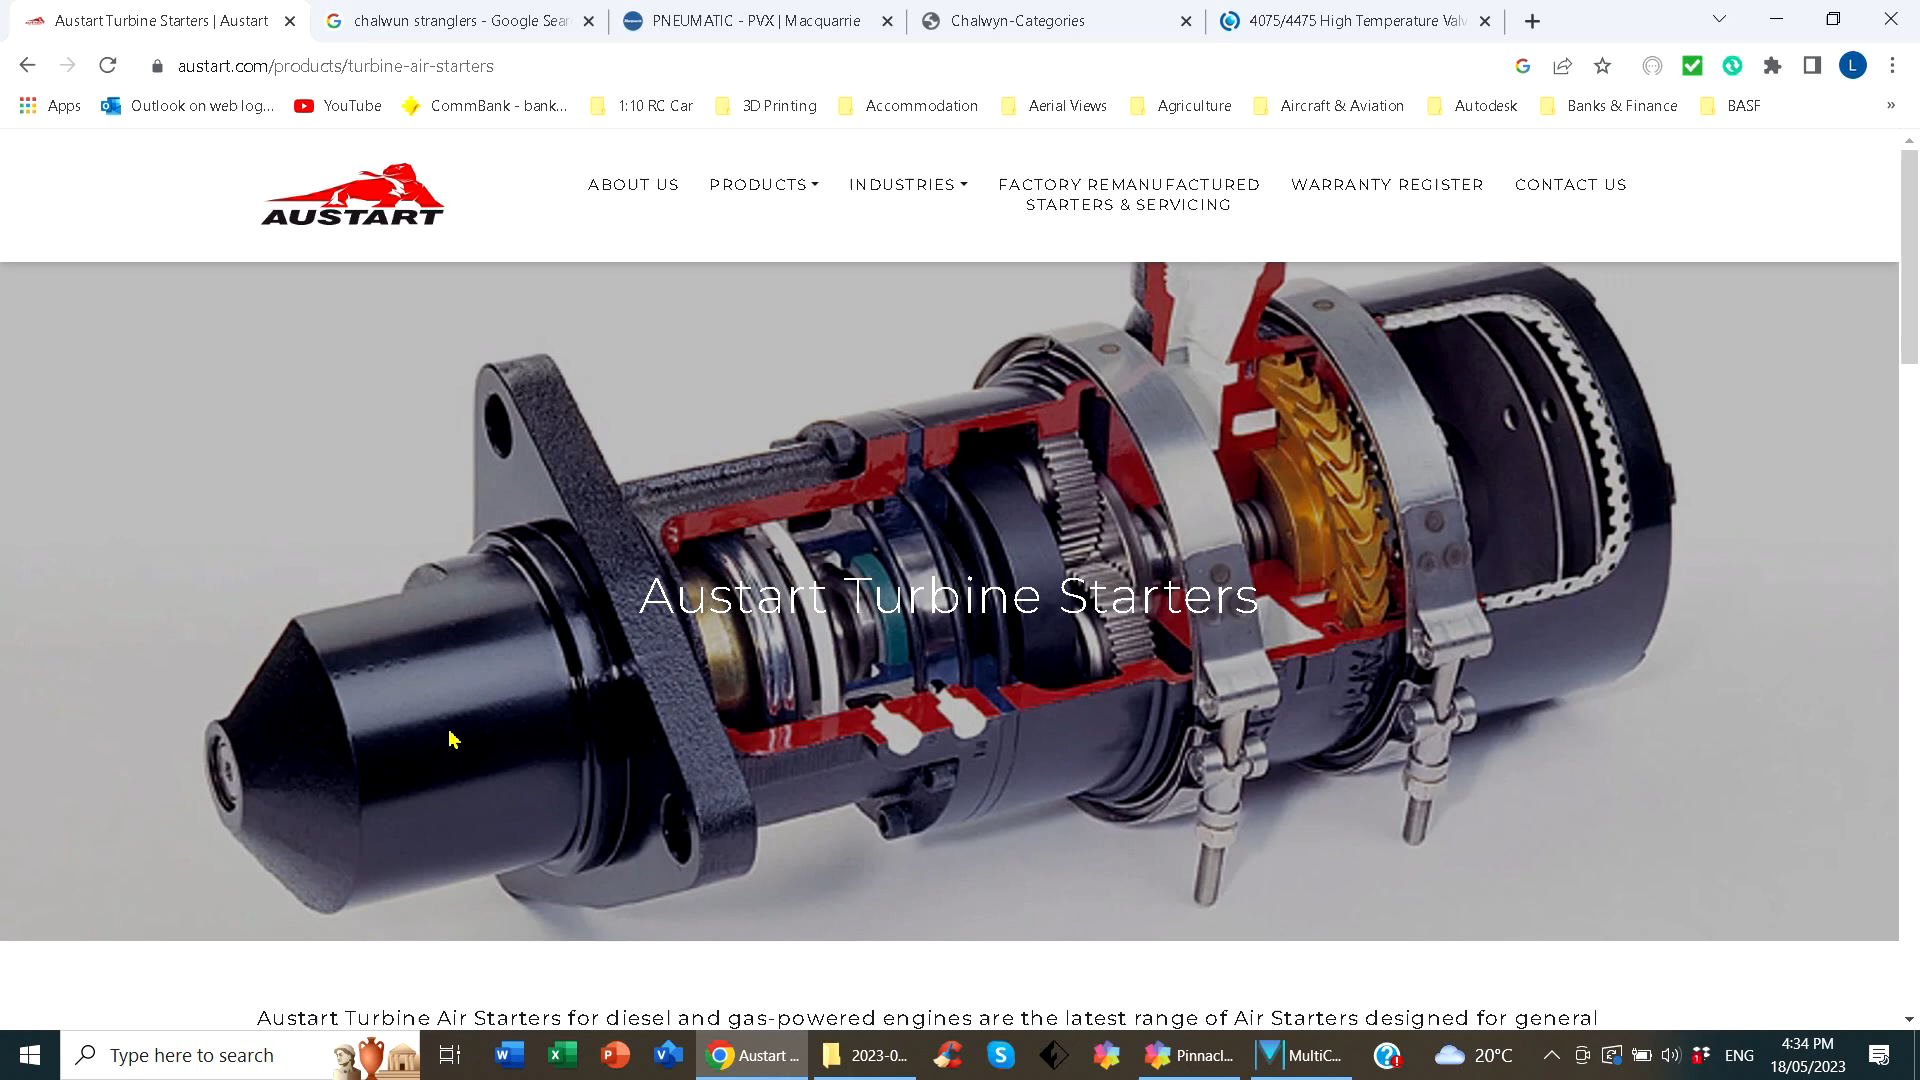 Austart Turbine Starters | Austart
chalwun stranglers - Google Sear
PNEUMATIC - PVX | Macquarrie
Chalwyn-Categories
4075/4475 High Temperature Valv
austart.com/products/turbine-air-starters
L
Apps
Outlook on web log...
YouTube
CommBank - bank...
1:10 RC Car
3D Printing
Accommodation
Aerial Views
Agriculture
Aircraft & Aviation
Autodesk
Banks & Finance
BASF
»
AUSTART
ABOUT US
PRODUCTS
INDUSTRIES
FACTORY REMANUFACTURED
STARTERS & SERVICING
WARRANTY REGISTER
CONTACT US
Austart Turbine Starters
Austart Turbine Air Starters for diesel and gas-powered engines are the latest range of Air Starters designed for general
Type here to search
Austart ...
2023-0...
Pinnacl...
MultiC...
20°C
ENG
4:34 PM
18/05/2023